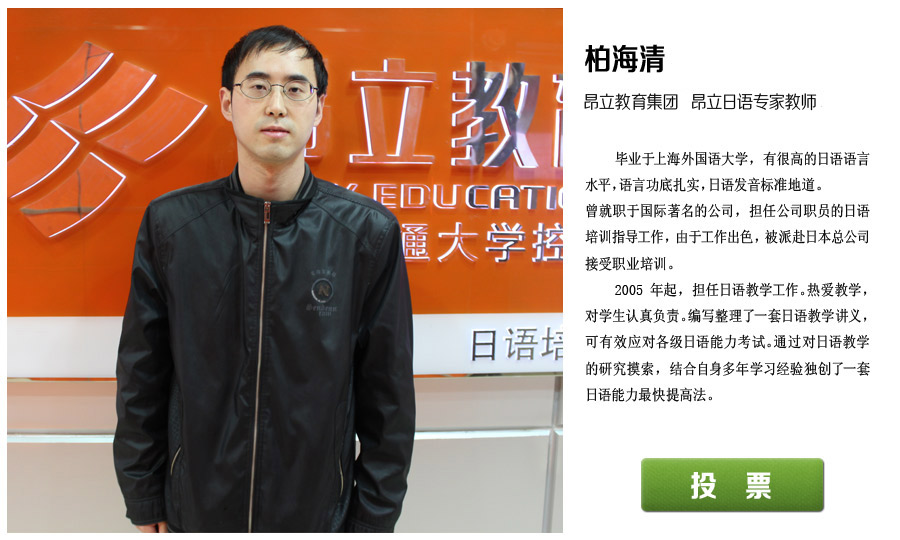 立教育
EDUCATION
通大学控
日语培
柏海清
昂立教育集团 昂立日语专家教师
毕业于上海外国语大学，有很高的日语语言
水平，语言功底扎实，日语发音标准地道。
曾就职于国际著名的公司，担任公司职员的日语
培训指导工作，由于工作出色，被派赴日本总公司
接受职业培训。
2005 年起，担任日语教学工作。热爱教学，
对学生认真负责。编写整理了一套日语教学讲义，
可有效应对各级日语能力考试。通过对日语教学
的研究摸索，结合自身多年学习经验独创了一套
日语能力最快提高法。
投 票